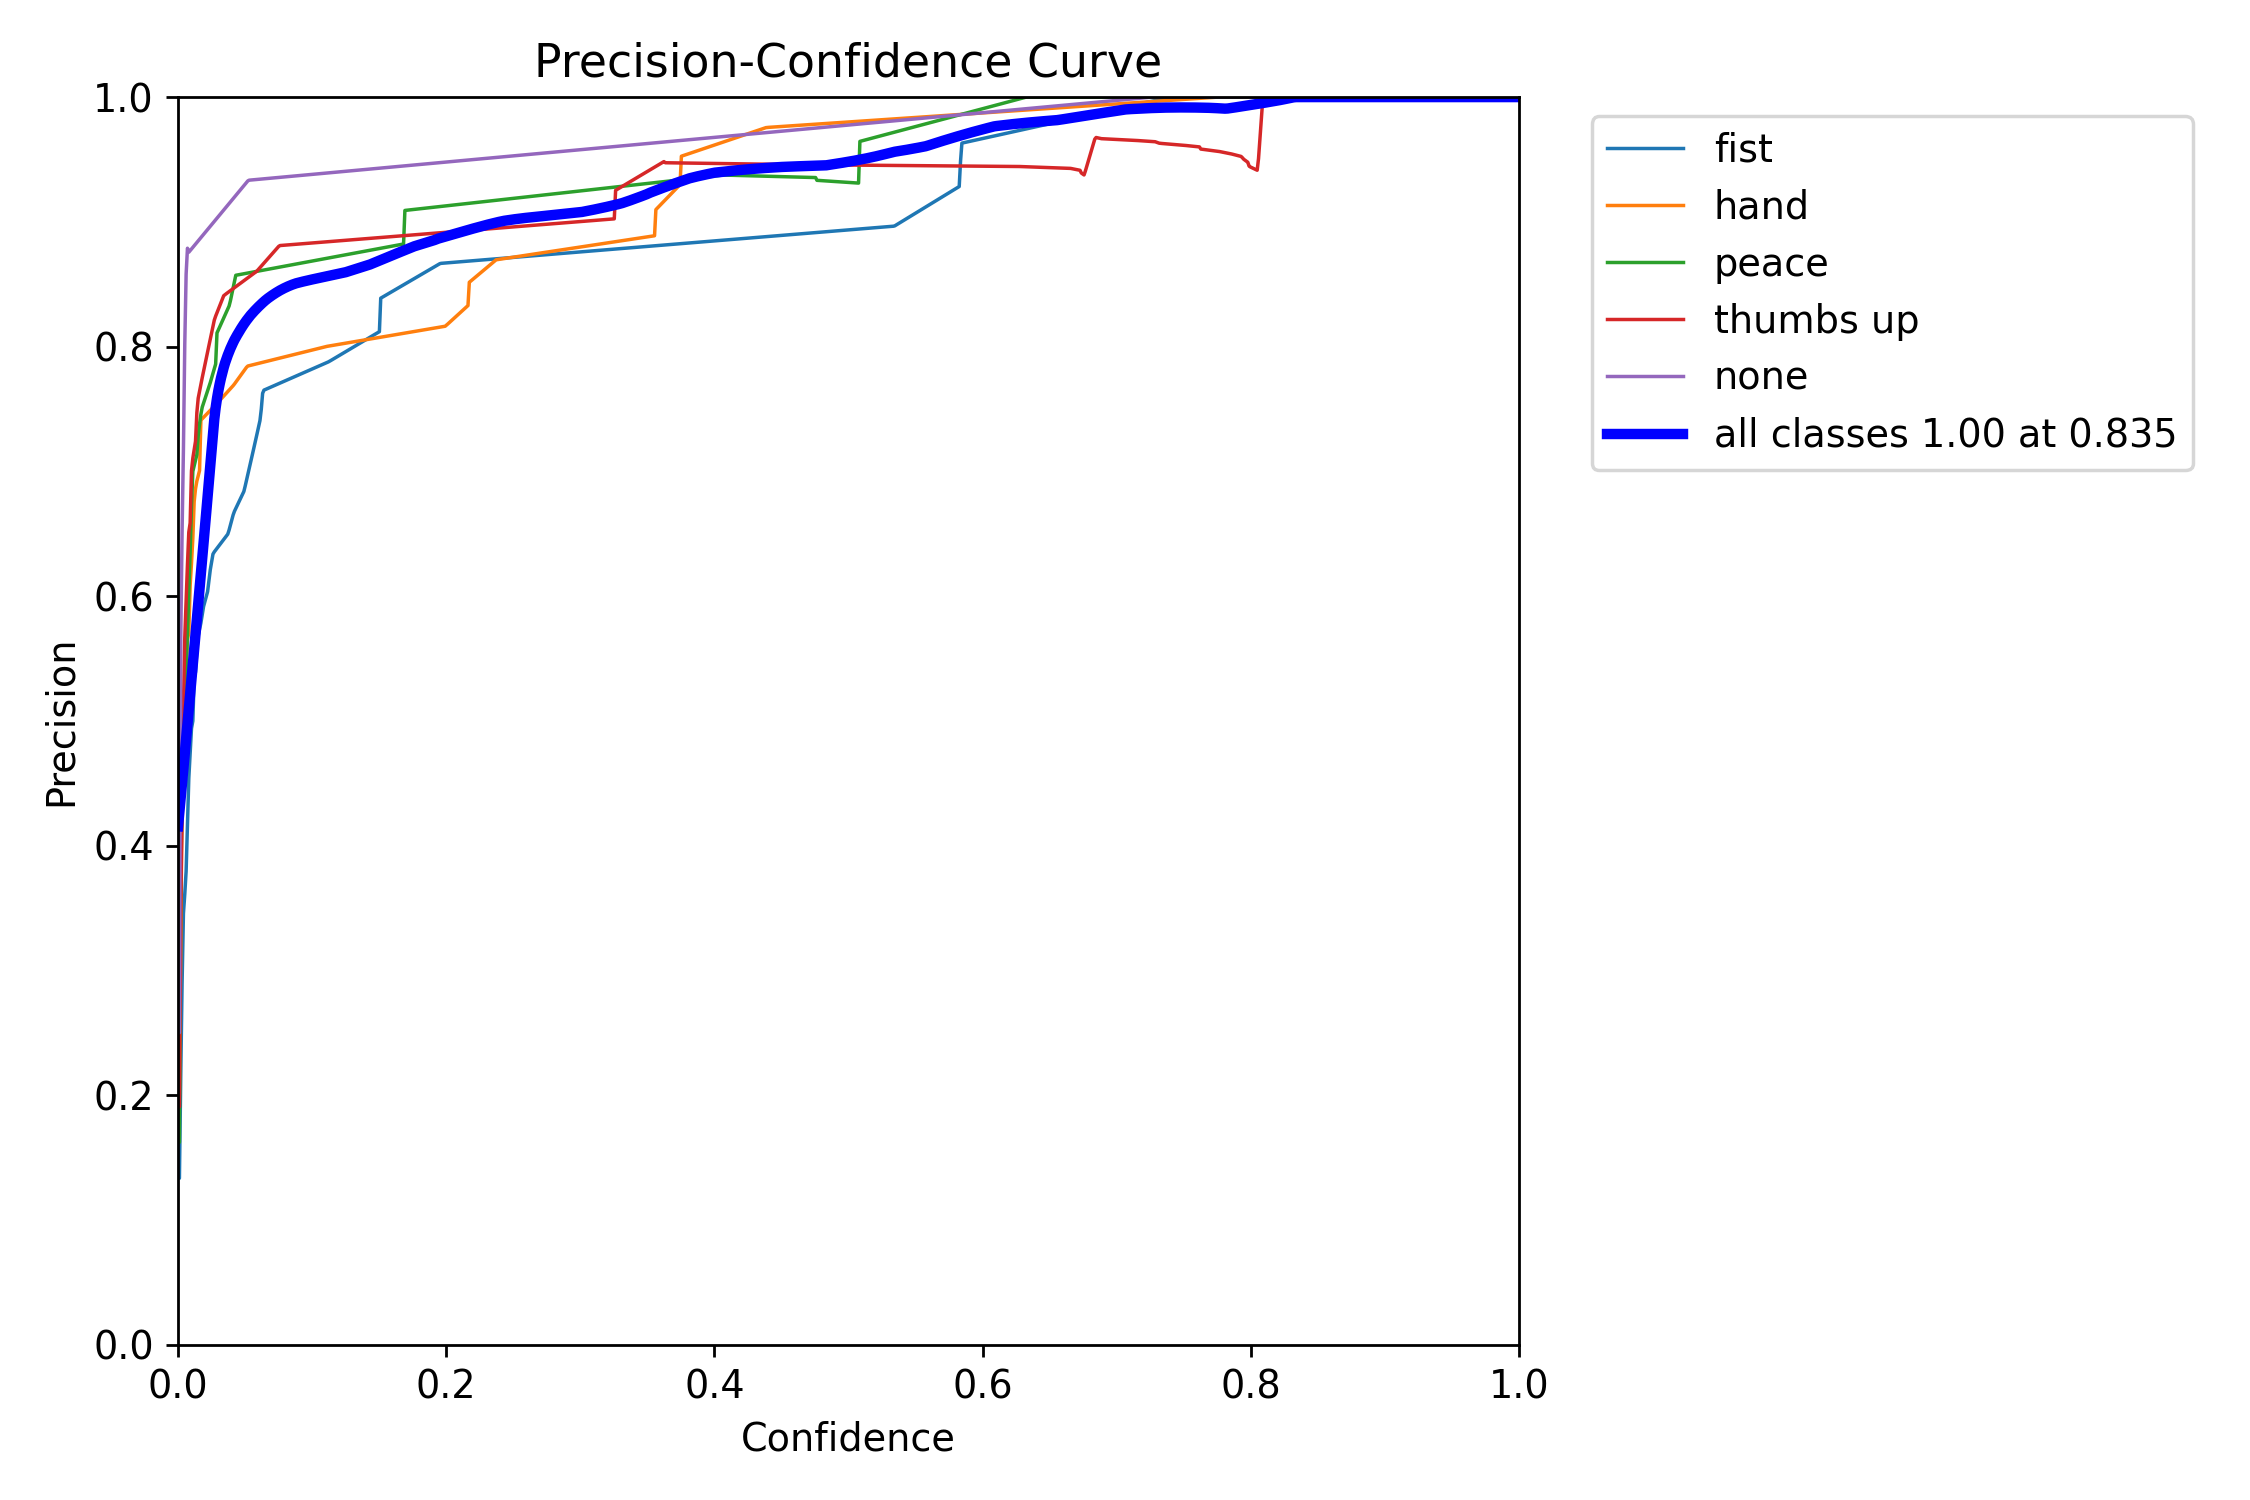 Precision-Confidence Curve
1.0
0.8
0.6
0.4
0.2
0.0
Precision
0.0 0.2 0.4 0.6 0.8 1.0
Confidence
fist
hand
peace
thumbs up
none
all classes 1.00 at 0.835